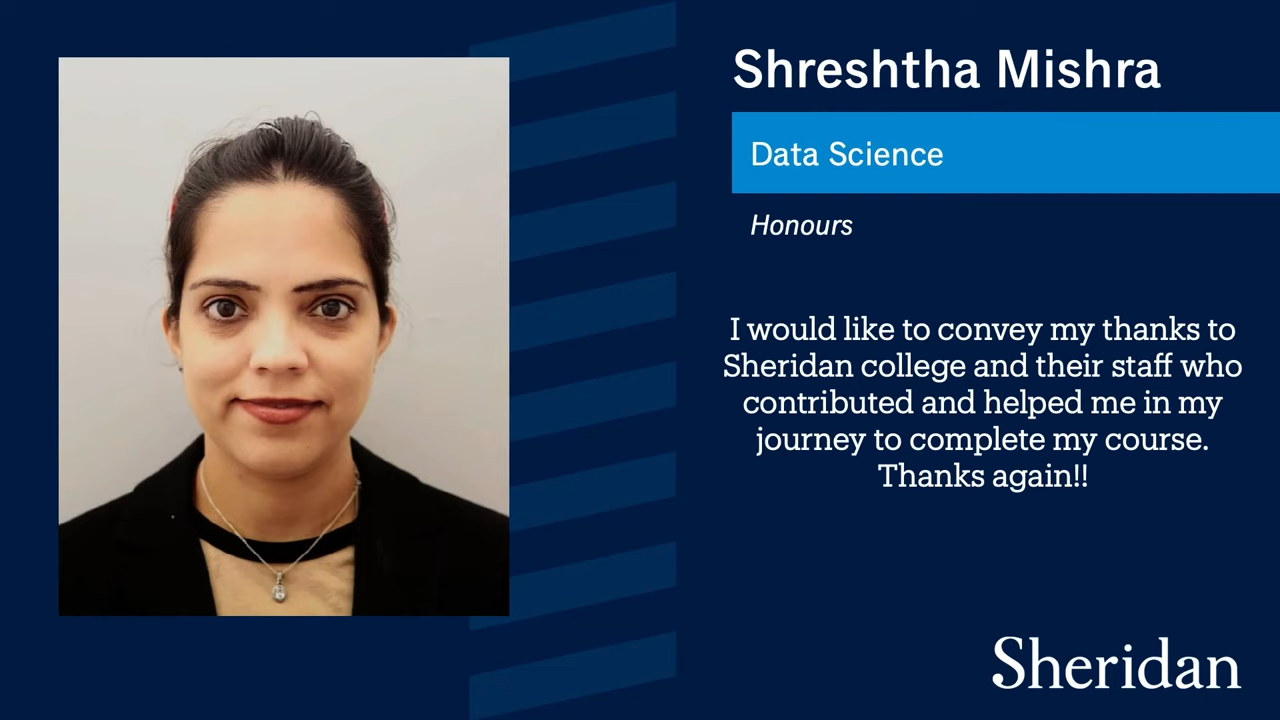 Shreshtha Mishra
Data Science
Honours
I would like to convey my thanks to
Sheridan college and their staff who
contributed and helped me in my
journey to complete my course.
Thanks again!!
Sheridan